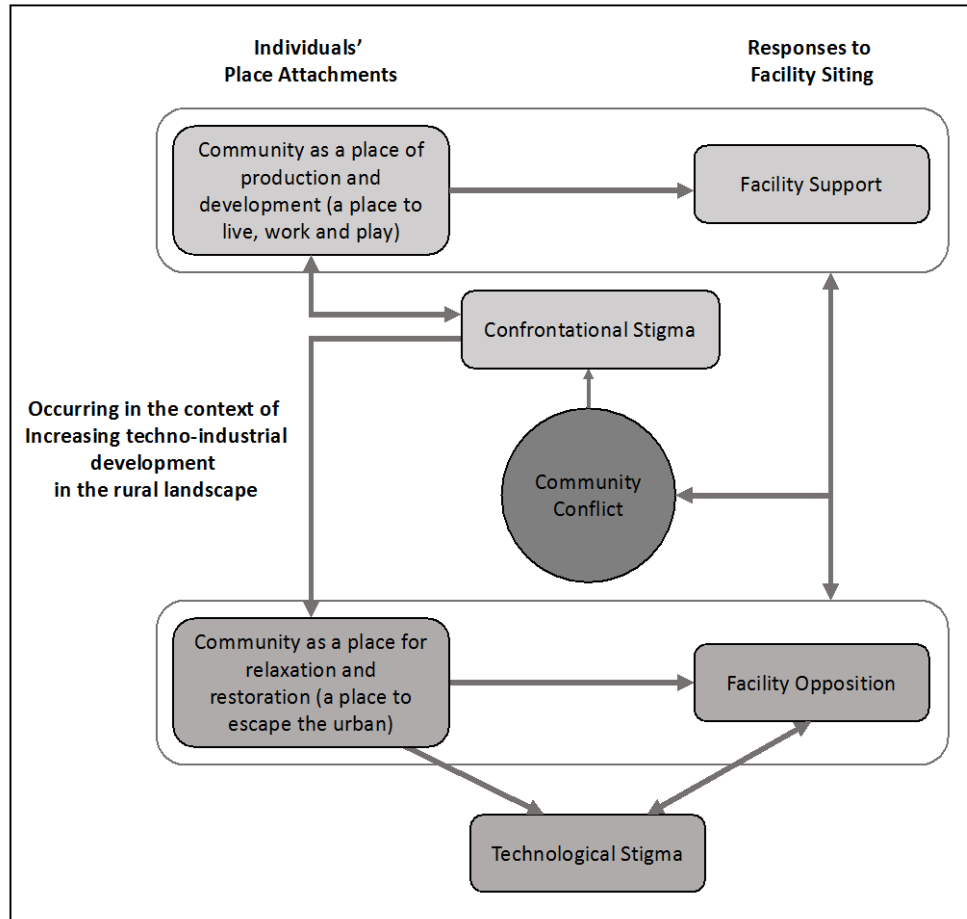 Individuals’
Place Attachments
Responses to
Facility Siting
Community as a place of
production and
development (a place to
live, work and play)
Facility Support
Confrontational Stigma
Occurring in the context of
Increasing techno-industrial
development
in the rural landscape
Community
Conflict
Community as a place for
relaxation and
restoration (a place to
escape the urban)
Facility Opposition
Technological Stigma